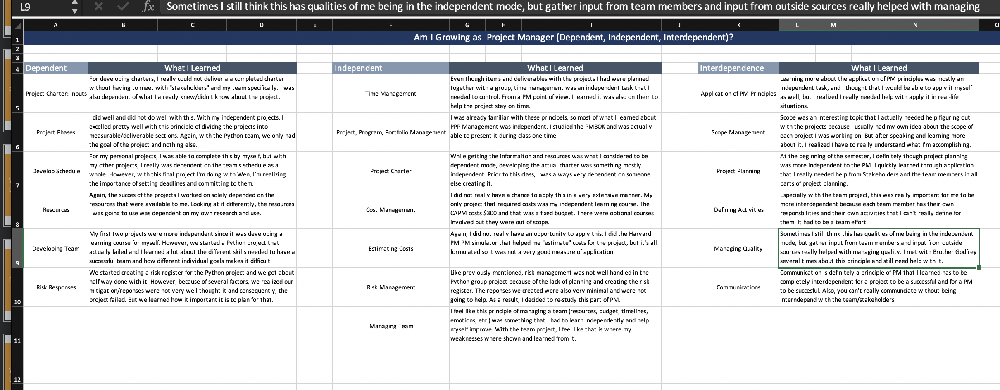 L9
fx
Sometimes I still think this has qualities of me being in the independent mode, but gather input from team members and input from outside sources really helped with managing
A B C D E F G H I J K L M N O
1
Am I Growing as  Project Manager (Dependent, Independent, Interdependent)?
2
3
4
Dependent
What I Learned
Independent
What I Learned
Interdependence
What I Learned
5
Project Charter: Inputs
For developing charters, I really could not deliver a a completed charter
without having to meet with "stakeholders" and my team specifically. I was
also dependent of what I already knew/didn't know about the project.
Time Management
Even though items and deliverables with the projects I had were planned
together with a group, time management was an independent task that I
needed to control. From a PM point of view, I learned it was also on them to
help the project stay on time.
Application of PM Principles
Learning more about the application of PM principles was mostly an
independent task, and I thought that I would be able to apply it myself
as well, but I realized I really needed help with apply it in real-life
situations.
6
Project Phases
I did well and did not do well with this. With my independent projects, I
excelled pretty well with this principle of dividng the projects into
measurable/deliverable sections. Again, with the Python team, we only had
the goal of the project and nothing else.
Project, Program, Portfolio Management
I was already familiar with these principels, so most of what I learned about
PPP Management was independent. I studied the PMBOK and was actually
able to present it during class one time.
Scope Management
Scope was an interesting topic that I actually needed help figuring out
with the projects because I usually had my own idea about the scope of
each project I was working on. But after speaking and learning more
about it, I realized I have to really understand what I'm accomplishing.
7
Develop Schedule
For my personal projects, I was able to complete this by myself, but with
my other projects, I really was dependent on the team's schedule as a
whole. However, with this final project I'm doing with Wen, I’m realizing
the importance of setting deadlines and committing to them.
Project Charter
While getting the informaiton and resources was what I considered to be
dependent mode, developing the actual charter was something mostly
independent. Prior to this class, I was always very dependent on someone
else creating it.
Project Planning
At the beginning of the semester, I definitely though project planning
was more independent to the PM. I quickly learned through application
that I really needed help from Stakeholders and the team members in all
parts of project planning.
8
Resources
Again, the succes of the projects I worked on solely depended on the
resources that were available to me. Looking at it differently, the resources
I was going to use was dependent on my own research and use.
Cost Management
I did not really have a chance to apply this in a very extensive manner. My
only project that required costs was my independent learning course. The
CAPM costs $300 and that was a fixed budget. There were optional courses
involved but they were out of scope.
Defining Activities
Especially with the team project, this was really important for me to be
more interdependent because each team member has their own
responsbilities and their own activities that I can't really define for
them. It had to be a team effort.
9
Developing Team
My first two projects were more independent since it was developing a
learning course for myself. However, we started a Python project that
actually failed and I learned a lot about the different skills needed to have a
successful team and how different individual goals makes it difficult.
Estimating Costs
Again, I did not really have an opportunity to apply this. I did the Harvard
PM PM simulator that helped me "estimate" costs for the project, but it's all
formulated so it was not a very good measure of application.
Managing Quality
Sometimes I still think this has qualities of me being in the independent
mode, but gather input from team members and input from outside
sources really helped with managing quality. I met with Brother Godfrey
several times about this principle and still need help with it.
10
Risk Responses
We started creating a risk register for the Python project and we got about
half way done with it. However, because of several factors, we realized our
mitigation/reponses were not very well thought it and consequently, the
project failed. But we learned how it important it is to plan for that.
Risk Management
Like previously mentioned, risk management was not well handled in the
Python group project because of the lack of planning and creating the risk
register. The reponses we created were also very minimal and were not
going to help. As a result, I decided to re-study this part of PM.
Communications
Communication is definitely a principle of PM that I learned has to be
completely interdependent for a project to be a successful and for a PM
to be succesful. Also, you can't really communciate without being
interndepend with the team/stakeholders.
11
Managing Team
I feel like this principle of managing a team (resources, budget, timelines,
emotions, etc.) was something that I had to learn independently and help
myself improve. With the team project, I feel like that is where my
weaknesses where shown and learned from it.
12